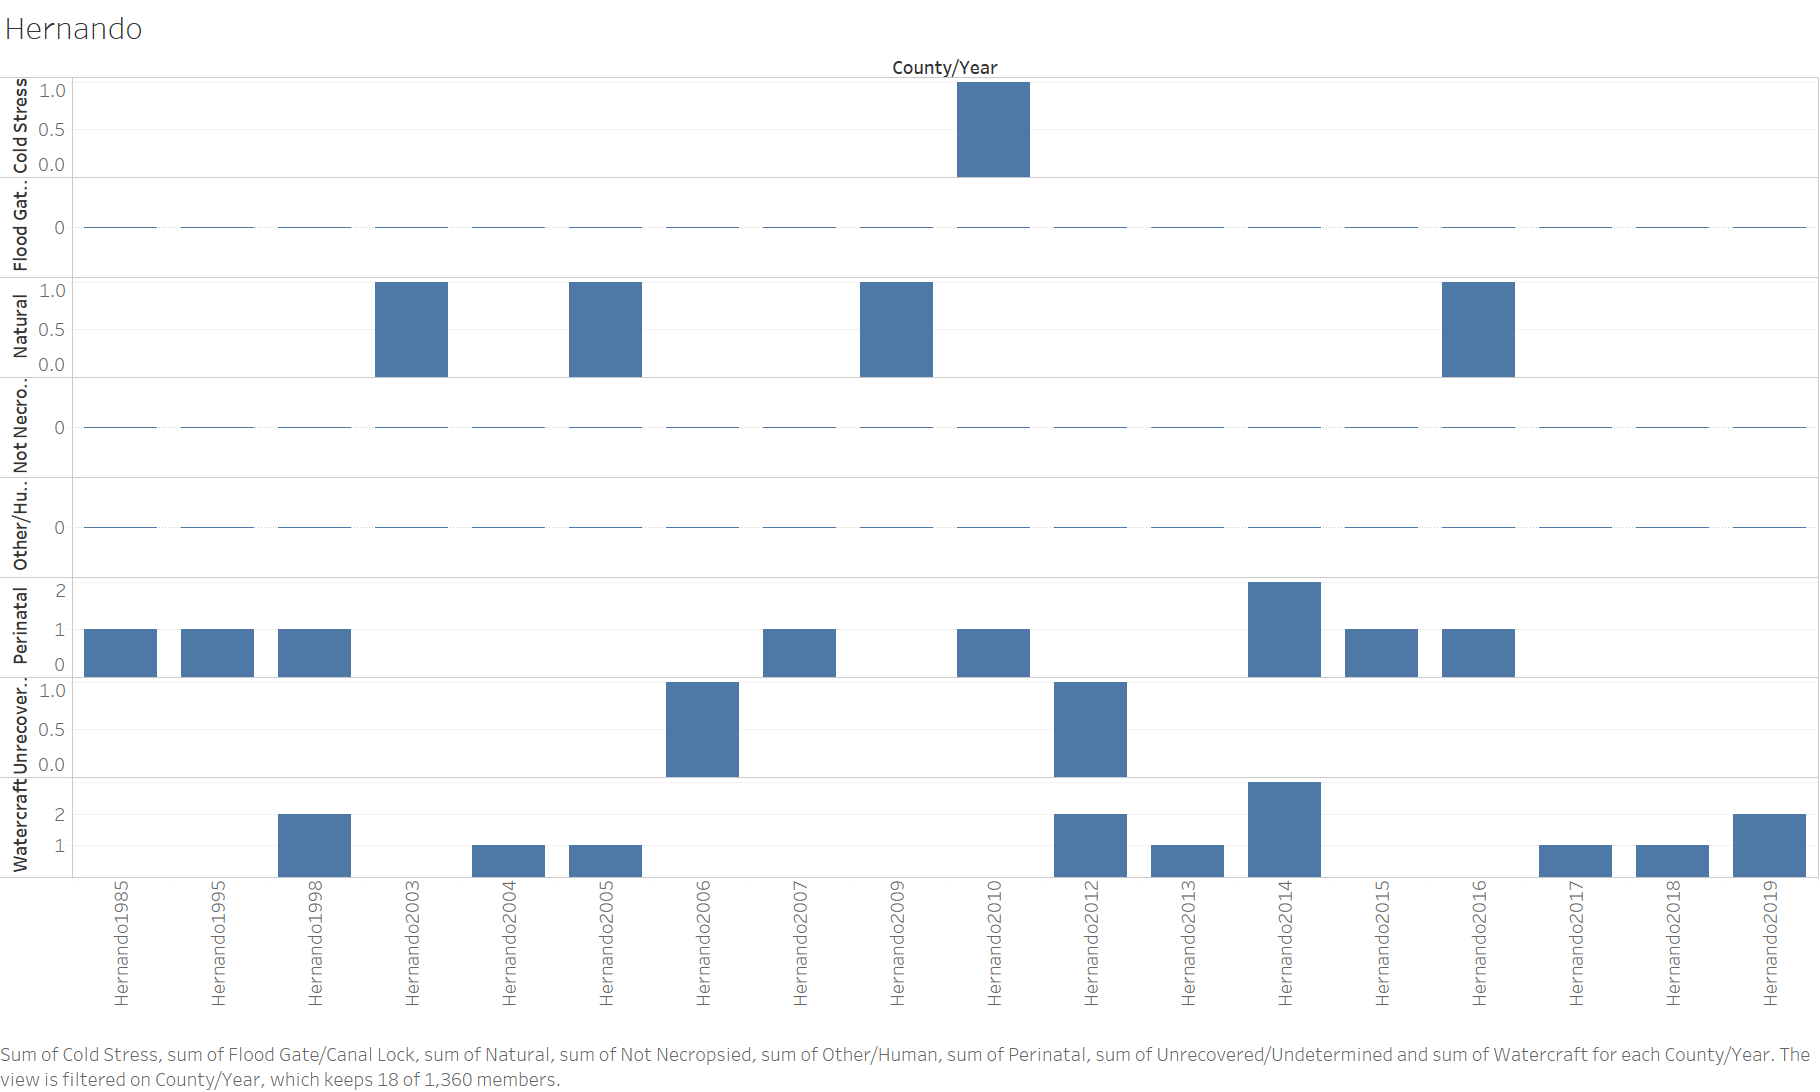 Hernando
County/Year
Cold Stress
1.0
0.5
0.0
Flood Gat..
0
Natural
1.0
0.5
0.0
Not Necro..
0
Other/Hu..
0
Perinatal
2
1
0
Unrecover..
1.0
0.5
0.0
Watercraft
2
1
Hernando1985
Hernando1995
Hernando1998
Hernando2003
Hernando2004
Hernando2005
Hernando2006
Hernando2007
Hernando2009
Hernando2010
Hernando2012
Hernando2013
Hernando2014
Hernando2015
Hernando2016
Hernando2017
Hernando2018
Hernando2019
Sum of Cold Stress, sum of Flood Gate/Canal Lock, sum of Natural, sum of Not Necropsied, sum of Other/Human, sum of Perinatal, sum of Unrecovered/Undetermined and sum of Watercraft for each County/Year. The
view is filtered on County/Year, which keeps 18 of 1,360 members.